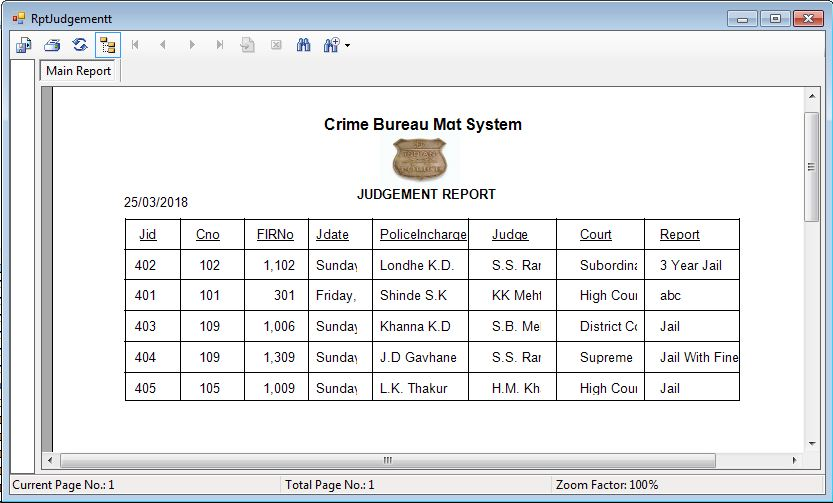 RptJudgementt
Main Report
Crime Bureau Mgt System
INDIAN
POLICE
JUDGEMENT REPORT
25/03/2018
Jid Cno FIRNo Jdate PoliceIncharge Judge Court Report
402 102 1,102 Sunday Londhe K.D. S.S. Rar Subordina 3 Year Jail
401 101 301 Friday, Shinde S.K KK Meht High Cour abc
403 109 1,006 Sunday Khanna K.D S.B. Me District Co Jail
404 109 1,309 Sunday J.D Gavhane S.S. Rar Supreme Jail With Fine
405 105 1,009 Sunday L.K. Thakur H.M. Kh High Cour Jail
Current Page No.: 1 Total Page No.: 1 Zoom Factor: 100%